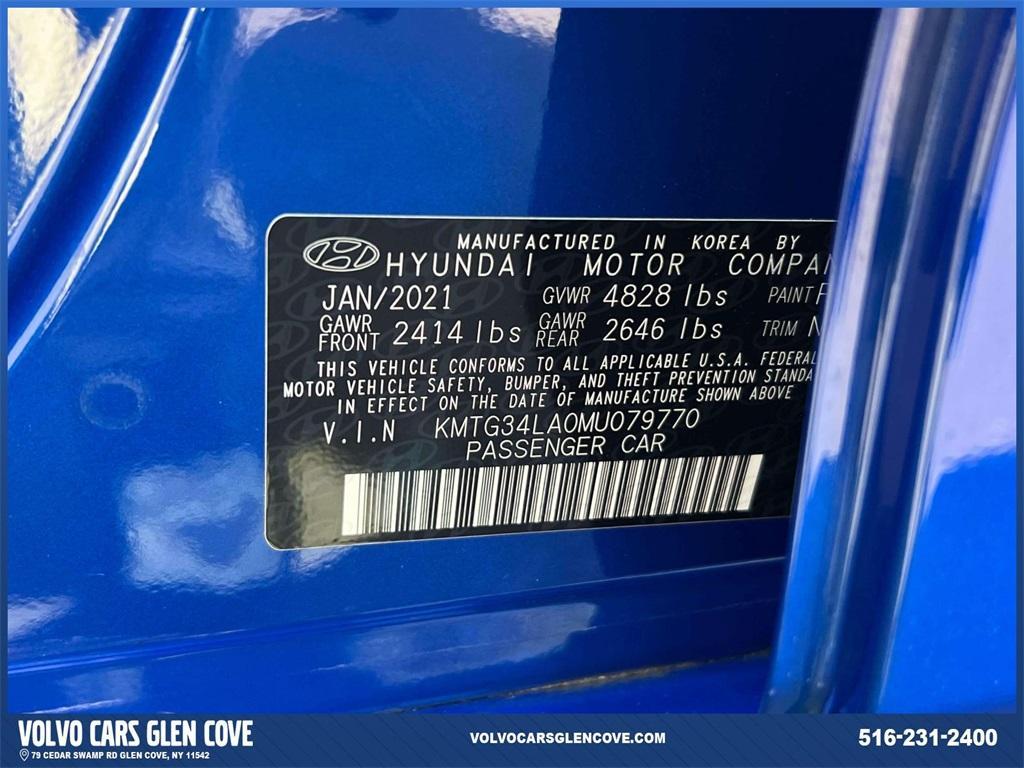 MANUFACTURED IN KOREA BY
HYUNDAI MOTOR
JAN/2021 GVWR 4828 lbs PAINT
GAWR FRONT 2414 lbs GAWR REAR 2646 lbs TRIM
THIS VEHICLE CONFORMS TO ALL APPLICABLE U.S.A. FEDERAL
MOTOR VEHICLE SAFETY, BUMPER, AND THEFT PREVENTION
IN EFFECT ON THE DATE OF MANUFACTURE SHOWN ABOVE
V.I.N KMTG34LA0MU079770
PASSENGER CAR
VOLVO CARS GLEN COVE
79 CEDAR SWAMP RD GLEN COVE, NY 11542
VOLVOCARSGLENCOVE.COM
516-231-2400